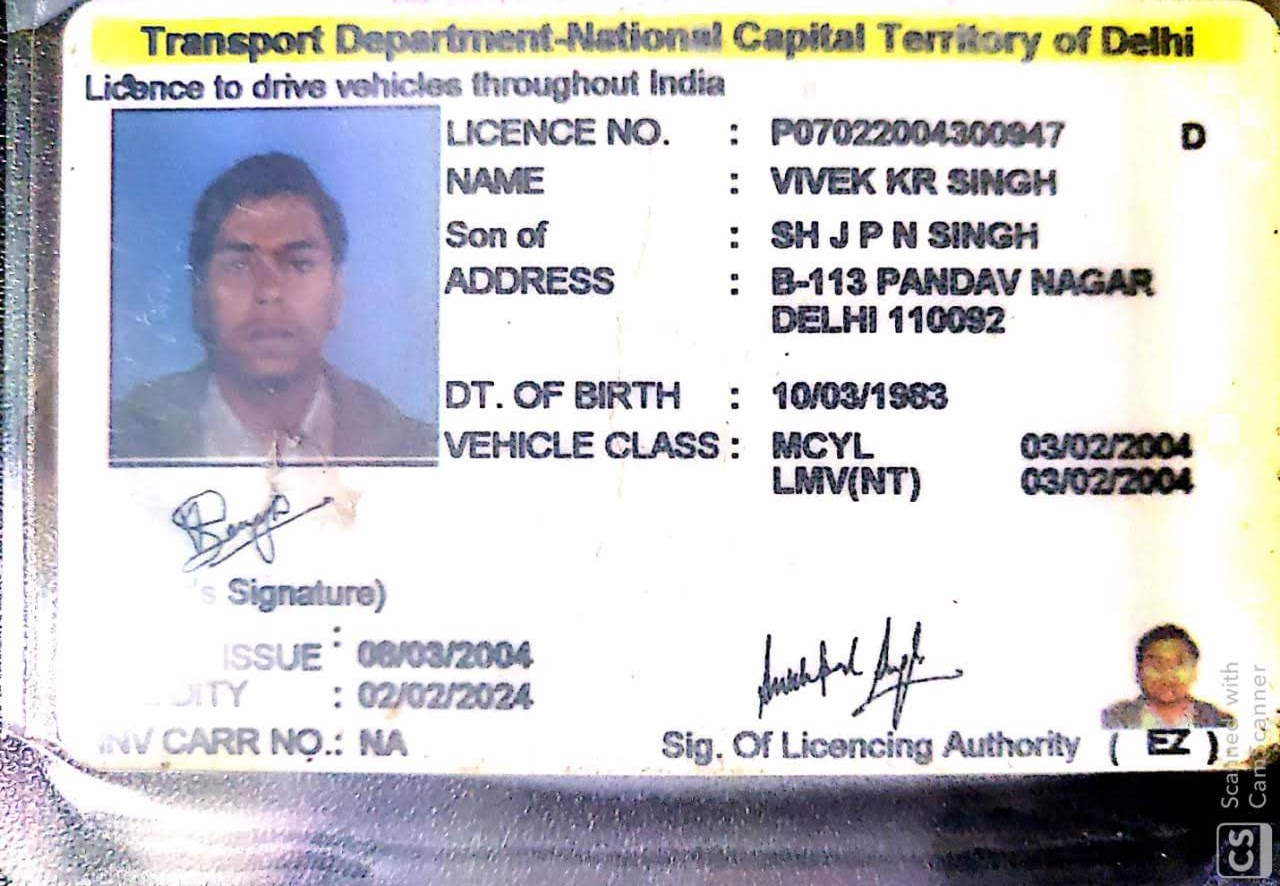 Transport Department-National Capital Territory of Delhi
Licence to drive vehicles throughout India
LICENCE NO. : P07022004300947 D
NAME : VIVEK KR SINGH
Son of : SH J P N SINGH
ADDRESS : B-113 PANDAV NAGAR
DELHI 110092
DT. OF BIRTH : 10/03/1983
VEHICLE CLASS : MCYL 03/02/2004
LMV(NT) 03/02/2004
's Signature)
ISSUE : 08/03/2004
DITY : 02/02/2024
INV CARR NO.: NA
Sig. Of Licencing Authority ( EZ )
CS Scanned with
CamScanner